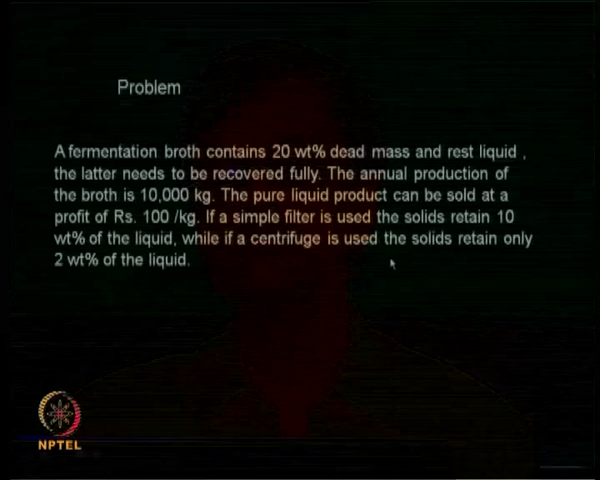 Problem
A fermentation broth contains 20 wt% dead mass and rest liquid ,
the latter needs to be recovered fully. The annual production of
the broth is 10,000 kg. The pure liquid product can be sold at a
profit of Rs. 100 /kg. If a simple filter is used the solids retain 10
wt% of the liquid, while if a centrifuge is used the solids retain only
2 wt% of the liquid.
NPTEL